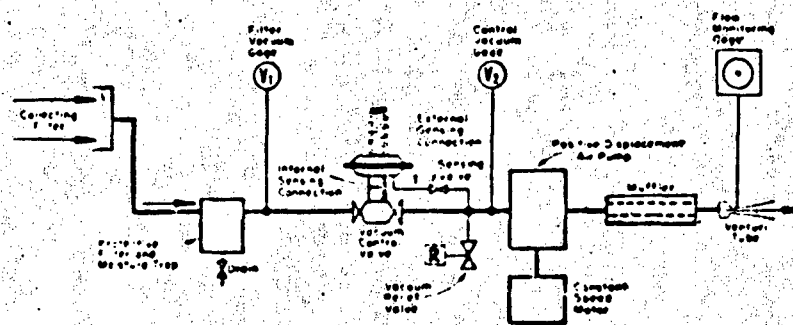 Filter
Vacuum
Gage
V1
Control
Vacuum
Gage
V2
Flow
Monitoring
Gage
Collecting
Filter
External
Sensing
Connection
Internal
Sensing
Connection
Sensing
Valve
Positive Displacement
Air Pump
Muffler
Venturi
Tube
Protective
Filter and
Moisture Trap
Drain
Vacuum
Control
Valve
R
Vacuum
Relief
Valve
Constant
Speed
Motor